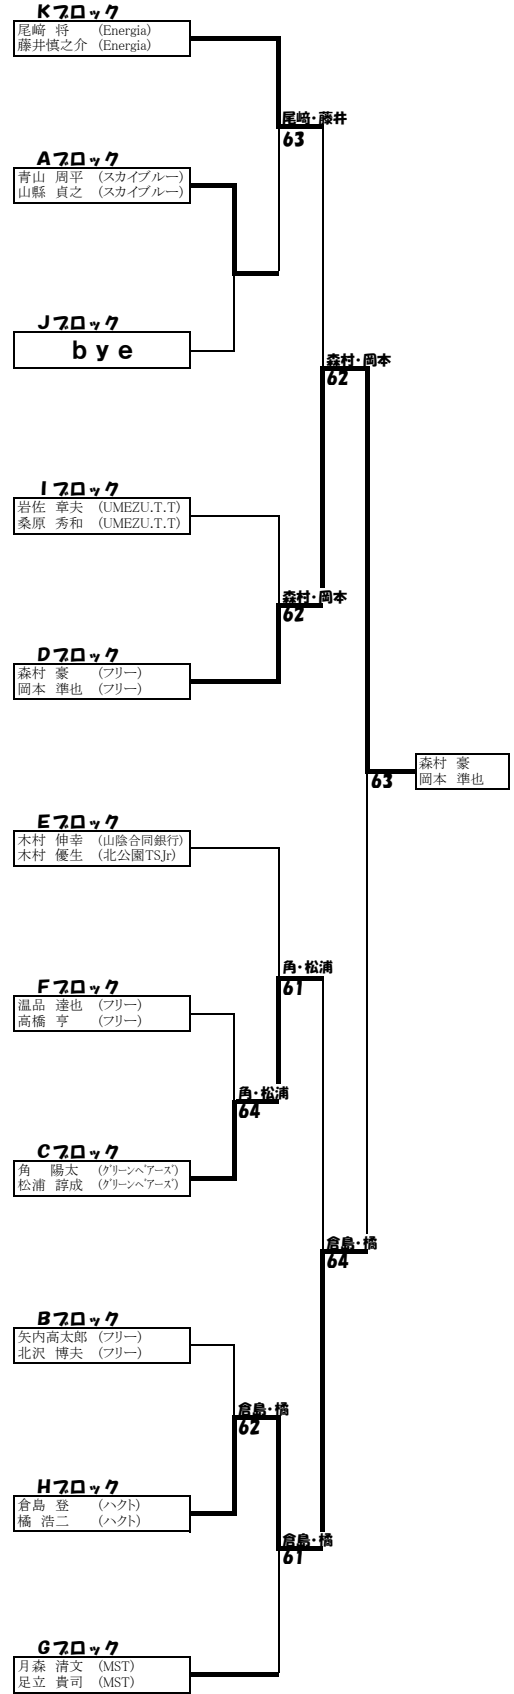 Kブロック
尾﨑 将 (Energia)
藤井慎之介 (Energia)
尾﨑・藤井
63
Aブロック
青山 周平 (スカイブルー)
山縣 貞之 (スカイブルー)
Jブロック
bye
森村・岡本
62
Iブロック
岩佐 章夫 (UMEZU.T.T)
桑原 秀和 (UMEZU.T.T)
森村・岡本
62
Dブロック
森村 豪 (フリー)
岡本 準也 (フリー)
森村 豪
岡本 準也
63
Eブロック
木村 伸幸 (山陰合同銀行)
木村 優生 (北公園TSJr)
角・松浦
61
Fブロック
温品 達也 (フリー)
高橋 亨 (フリー)
角・松浦
64
Cブロック
角 陽太 (グリーンベアーズ)
松浦 諄成 (グリーンベアーズ)
倉島・橘
64
Bブロック
矢内高太郎 (フリー)
北沢 博夫 (フリー)
倉島・橘
62
Hブロック
倉島 登 (ハクト)
橘 浩二 (ハクト)
倉島・橘
61
Gブロック
月森 清文 (MST)
足立 貴司 (MST)